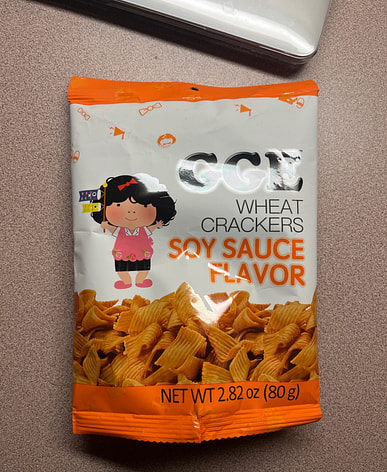 GGE
WHEAT
CRACKERS
SOY SAUCE
FLAVOR
NET WT 2.82 oz (80 g)